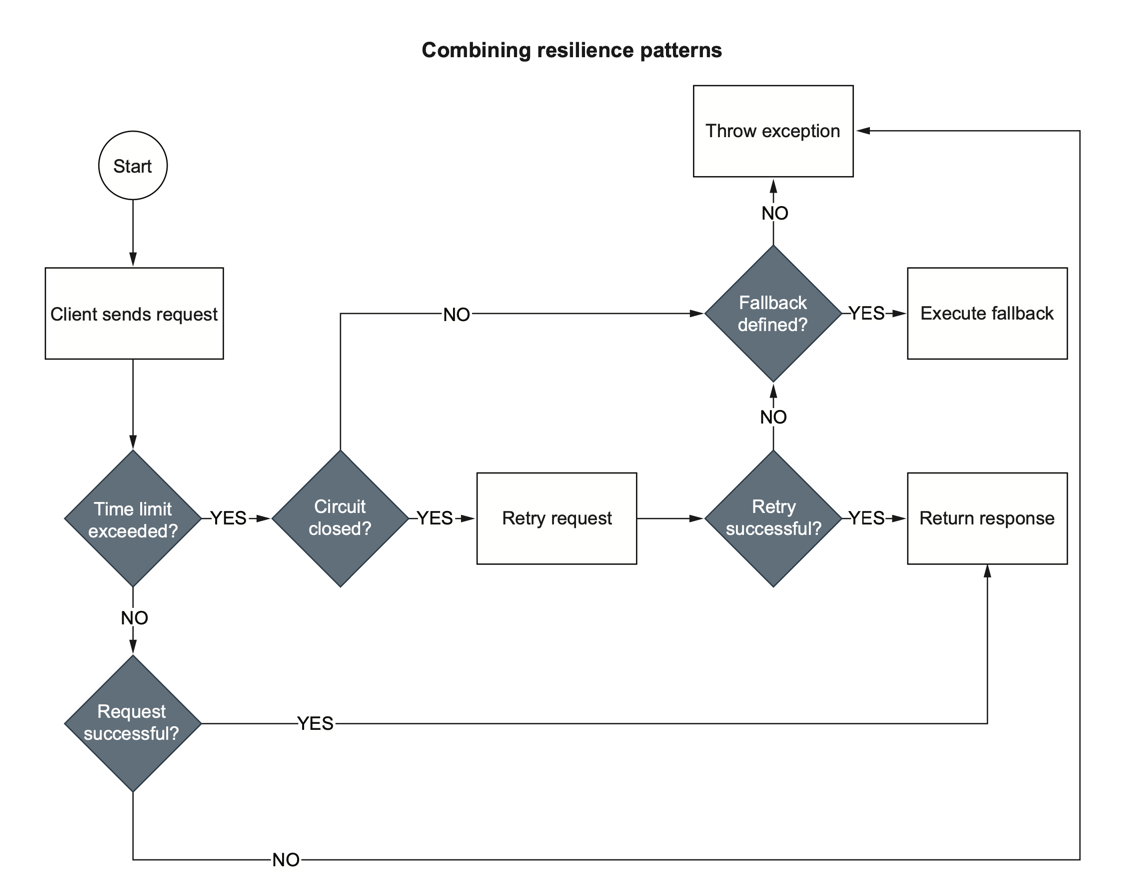 Combining resilience patterns
Throw exception
Start
NO
Client sends request
NO
Fallback
defined?
YES
Execute fallback
NO
Time limit
exceeded?
YES
Circuit
closed?
YES
Retry request
Retry
successful?
YES
Return response
NO
Request
successful?
YES
NO